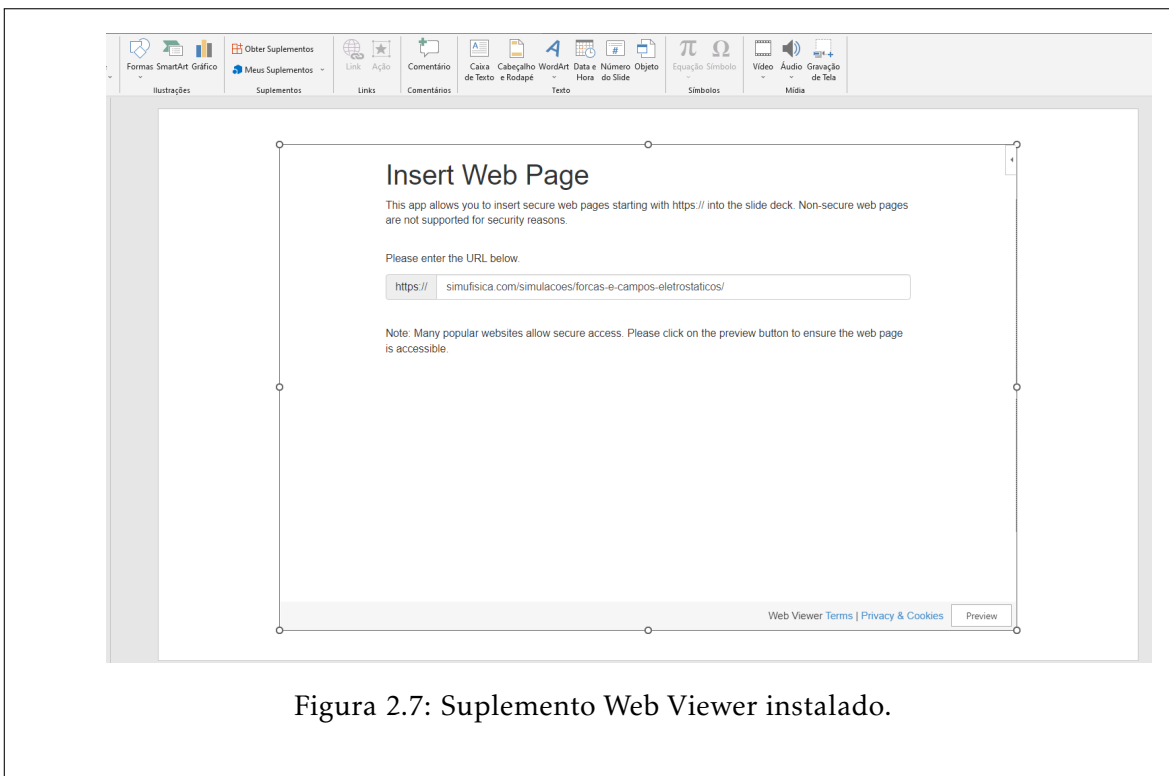 Formas SmartArt Gráfico
Ilustrações
Obter Suplementos
Meus Suplementos
Suplementos
Link Ação
Links
Comentário
Comentários
Caixa de Texto
Cabeçalho e Rodapé
WordArt
Data e Hora
Número do Slide
Objeto
Texto
Equação Símbolo
Símbolos
Vídeo Áudio Gravação de Tela
Mídia
Insert Web Page
This app allows you to insert secure web pages starting with https:// into the slide deck. Non-secure web pages
are not supported for security reasons.
Please enter the URL below.
https:// simufisica.com/simulacoes/forcas-e-campos-eletrostaticos/
Note: Many popular websites allow secure access. Please click on the preview button to ensure the web page
is accessible.
Web Viewer Terms | Privacy & Cookies Preview
Figura 2.7: Suplemento Web Viewer instalado.